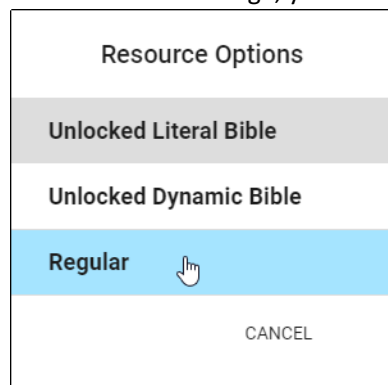 Resource Options
Unlocked Literal Bible
Unlocked Dynamic Bible
Regular
CANCEL